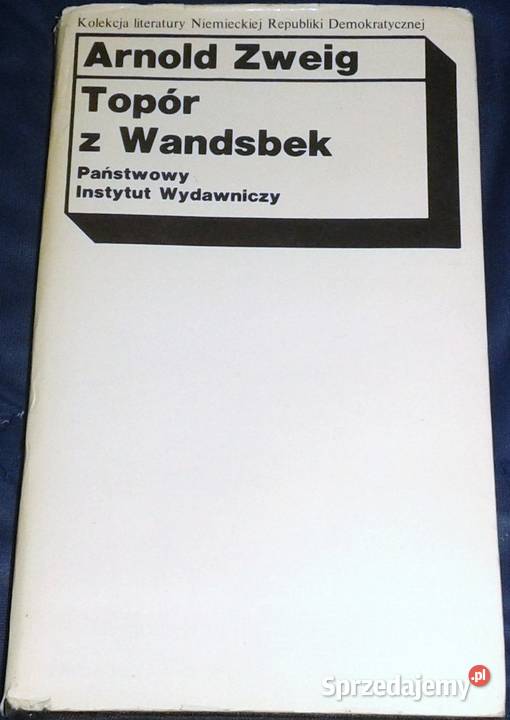 Kolekcja literatury Niemieckiej Republiki Demokratycznej
Arnold Zweig
Topór
z Wandsbek
Państwowy
Instytut Wydawniczy
Sprzedajemy.pl